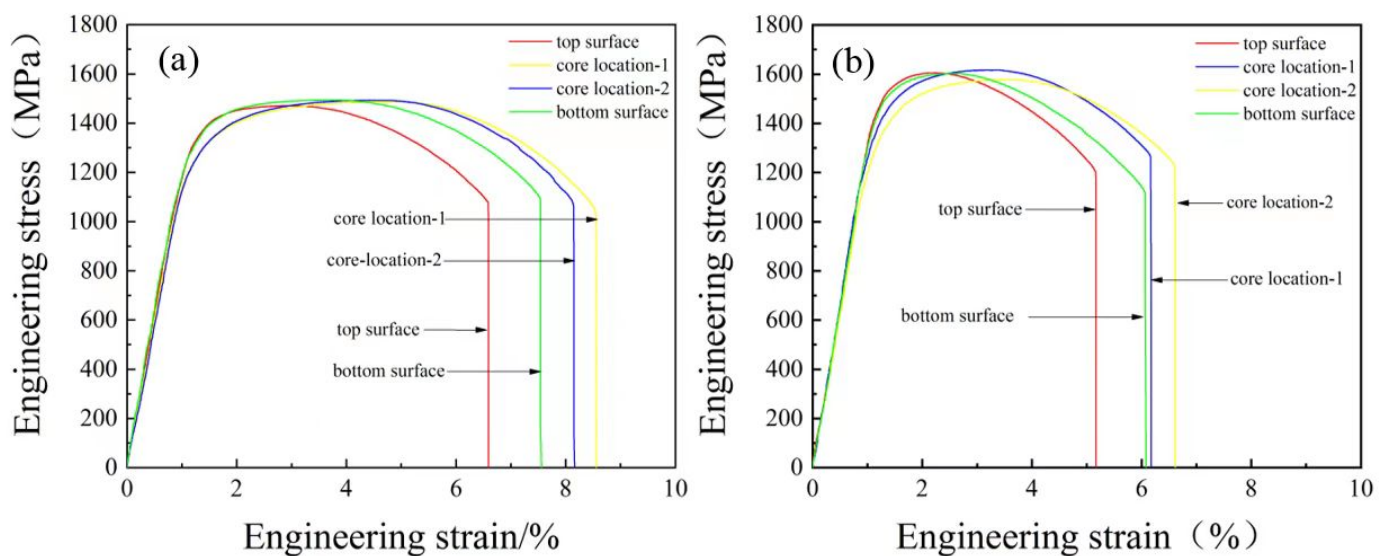 Engineering stress（MPa）
1800
1600
1400
1200
1000
800
600
400
200
0
(a)
top surface
core location-1
core location-2
bottom surface
core location-1
core-location-2
top surface
bottom surface
0 2 4 6 8 10
Engineering strain/%
Engineering stress（MPa）
1800
1600
1400
1200
1000
800
600
400
200
0
(b)
top surface
core location-1
core location-2
bottom surface
core location-2
top surface
core location-1
bottom surface
0 2 4 6 8 10
Engineering strain（%）